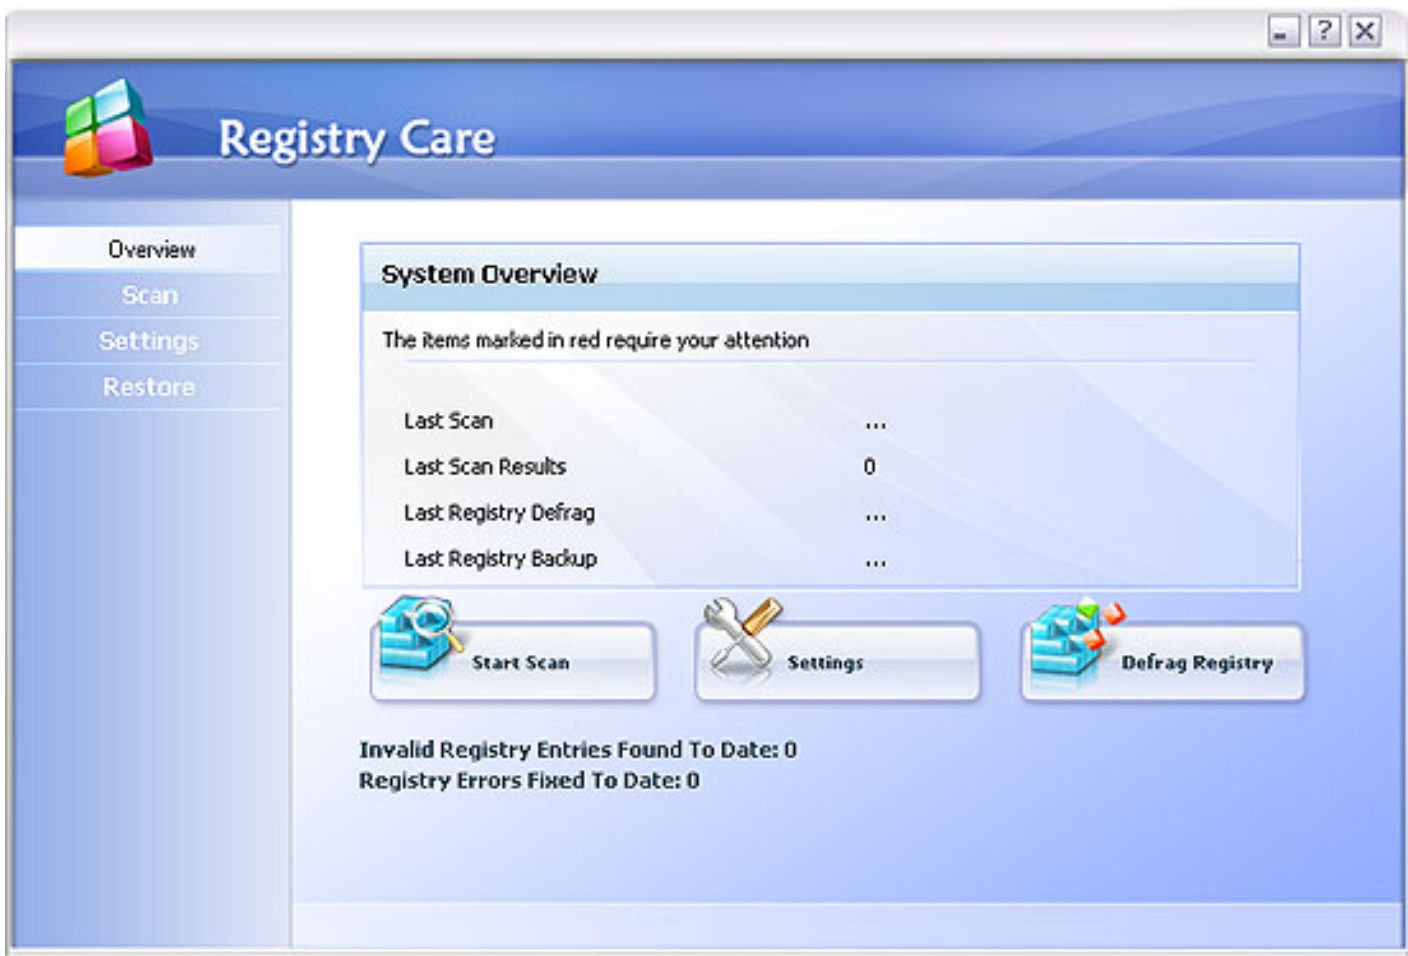 Registry Care
Overview
Scan
Settings
Restore
System Overview
The items marked in red require your attention
Last Scan ...
Last Scan Results 0
Last Registry Defrag ...
Last Registry Backup ...
Start Scan Settings Defrag Registry
Invalid Registry Entries Found To Date: 0
Registry Errors Fixed To Date: 0